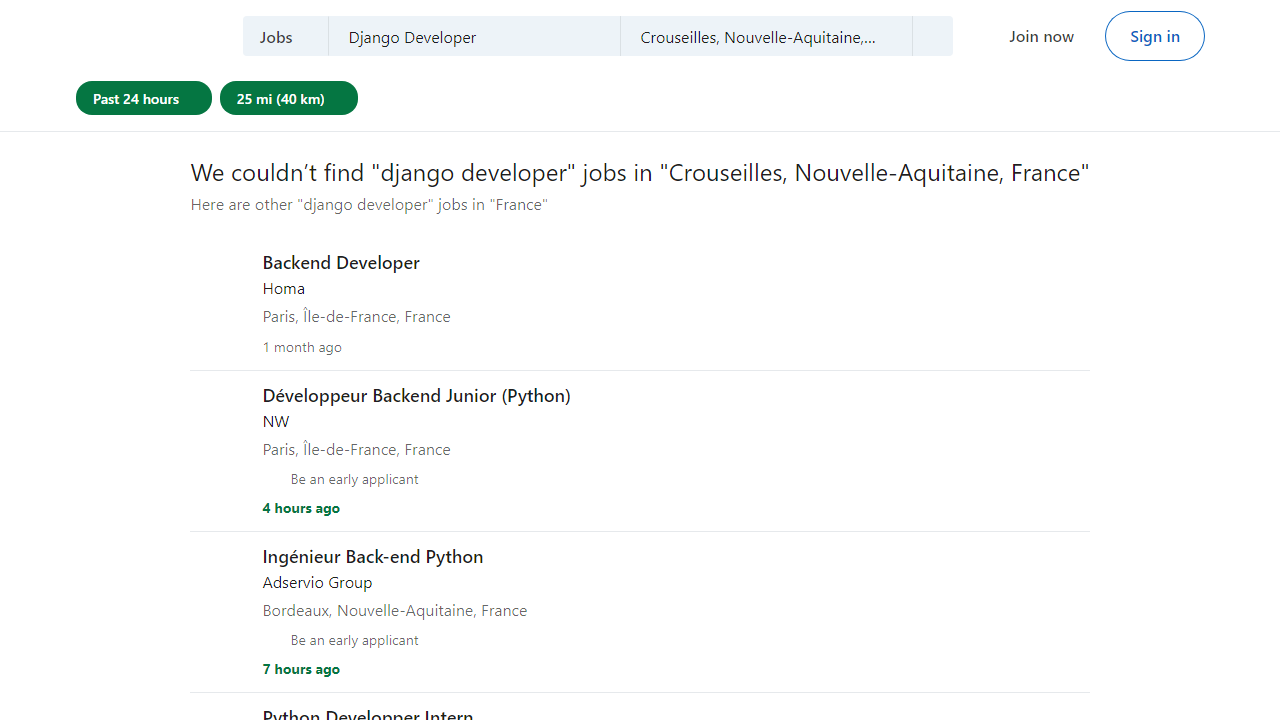 Jobs
Django Developer
Crouseilles, Nouvelle-Aquitaine,...
Join now
Sign in
Past 24 hours
25 mi (40 km)
We couldn’t find "django developer" jobs in "Crouseilles, Nouvelle-Aquitaine, France"
Here are other "django developer" jobs in "France"
Backend Developer
Homa
Paris, Île-de-France, France
1 month ago
Développeur Backend Junior (Python)
NW
Paris, Île-de-France, France
Be an early applicant
4 hours ago
Ingénieur Back-end Python
Adservio Group
Bordeaux, Nouvelle-Aquitaine, France
Be an early applicant
7 hours ago
Python Developper Intern